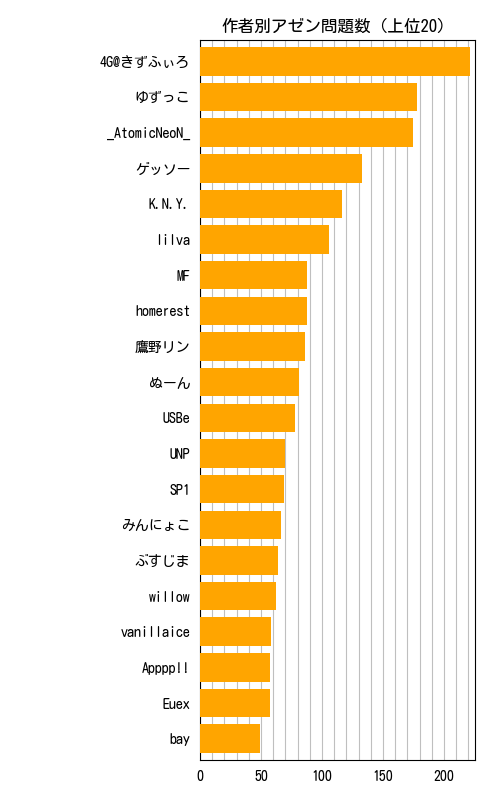 作者別アゼン問題数（上位20）
4G@きずふぃろ
ゆずっこ
_AtomicNeoN_
ゲッソー
K.N.Y.
lilva
MF
homerest
鷹野リン
ぬーん
USBe
UNP
SP1
みんにょこ
ぶすじま
willow
vanillaice
Appppll
Euex
bay
0 50 100 150 200